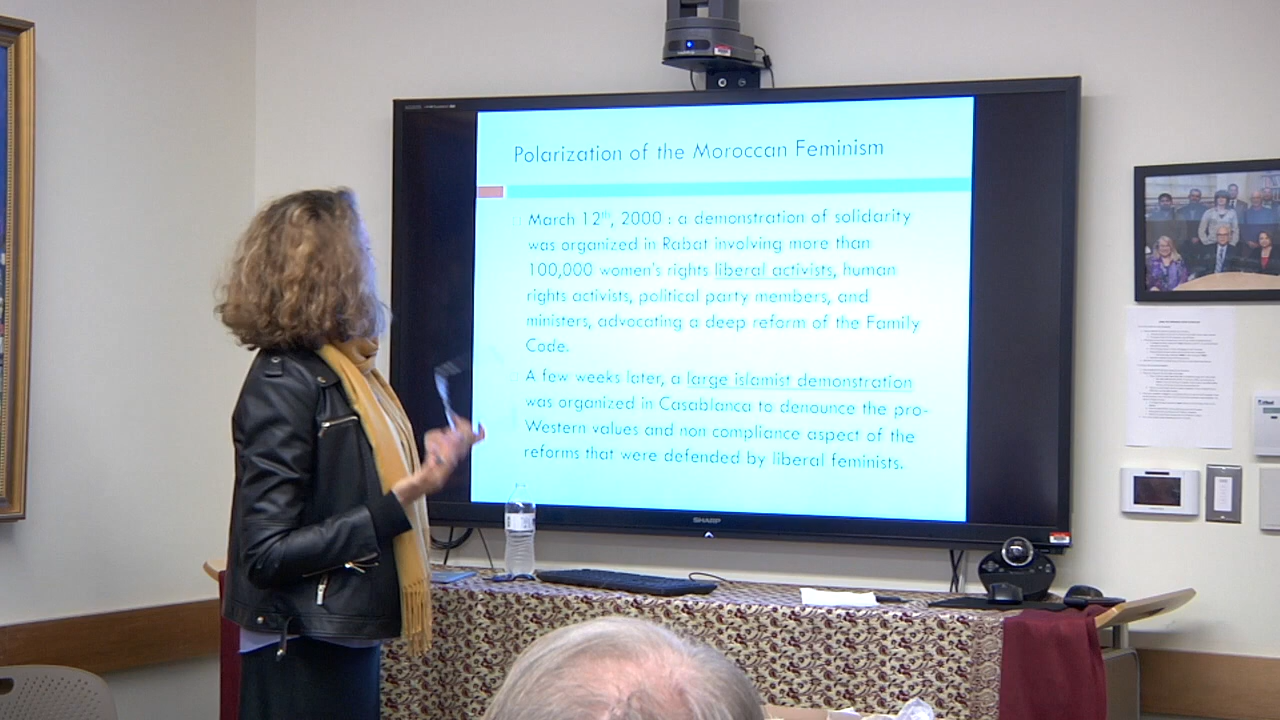 Polarization of the Moroccan Feminism
March 12th, 2000 : a demonstration of solidarity
was organized in Rabat involving more than
100,000 women's rights liberal activists, human
rights activists, political party members, and
ministers, advocating a deep reform of the Family
Code.
A few weeks later, a large Islamist demonstration
was organized in Casablanca to denounce the pro-
Western values and non compliance aspect of the
reforms that were defended by liberal feminists.
SHARP